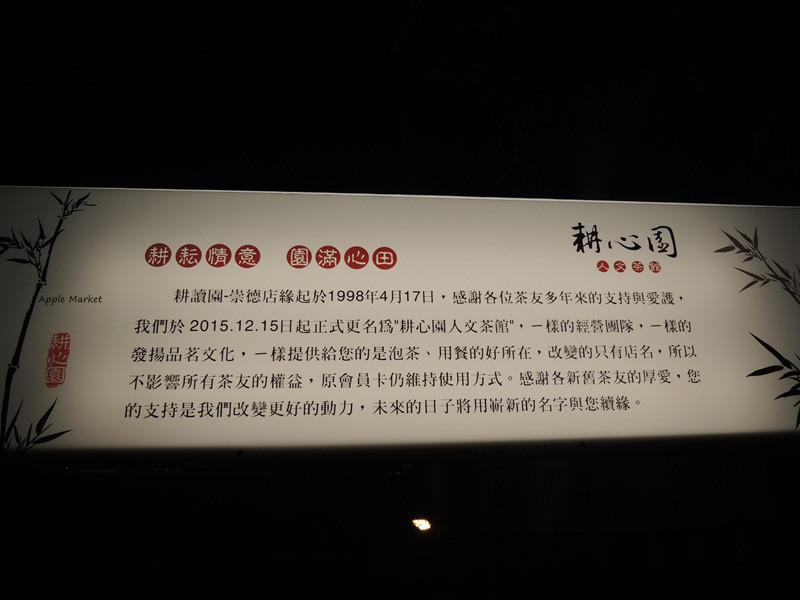 耕耘情意 園滿心田
耕心園
人文茶館
耕讀園-崇德店緣起於1998年4月17日，感謝各位茶友多年來的支持與愛護，
我們於 2015.12.15日起正式更名為"耕心園人文茶館"，一樣的經營團隊，一樣的
發揚品茗文化，一樣提供給您的是泡茶、用餐的好所在，改變的只有店名，所以
不影響所有茶友的權益，原會員卡仍維持使用方式。感謝各新舊茶友的厚愛，您
的支持是我們改變更好的動力，未來的日子將用嶄新的名字與您續緣。
Apple Market
耕心園